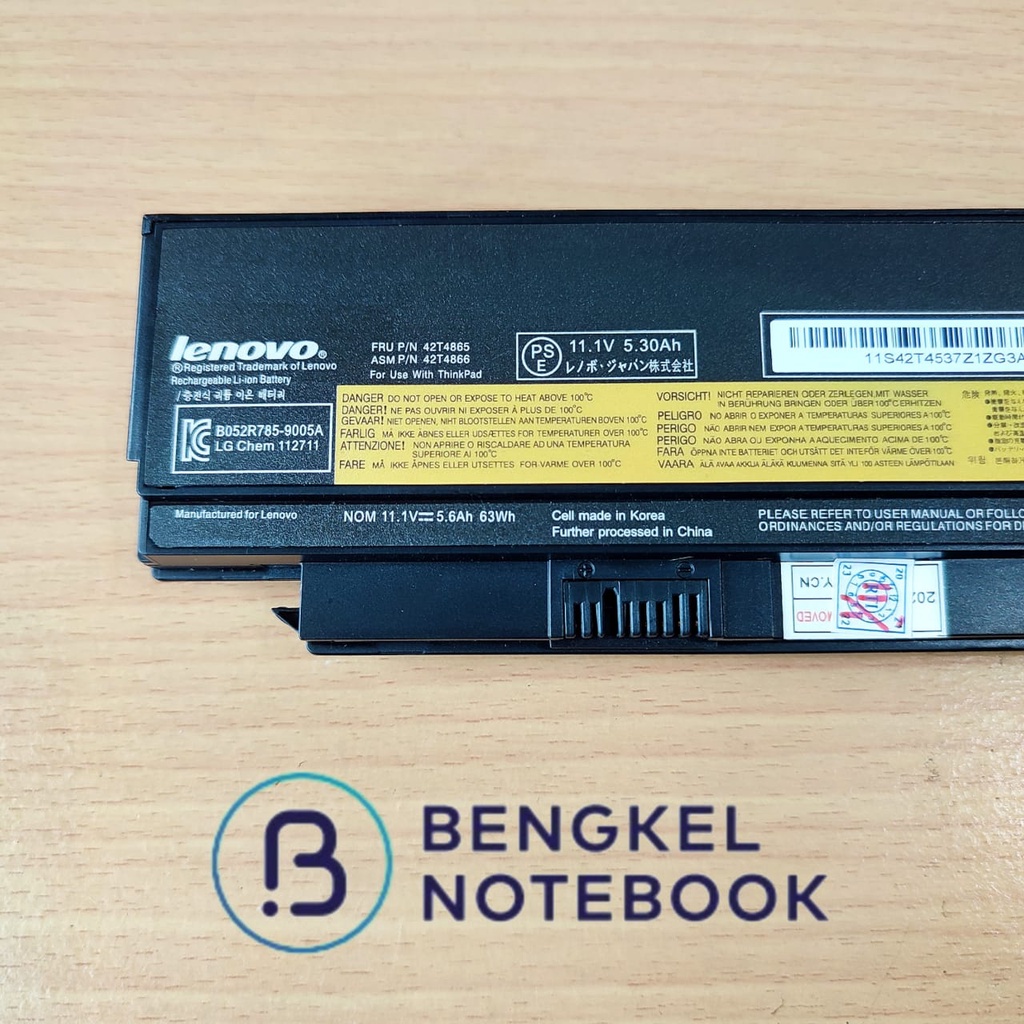 lenovo®
®Registered Trademark of Lenovo
Rechargeable Li-ion Battery
/ 충전식 리튬 이온 배터리
B052R785-9005A
LG Chem 112711
FRU P/N 42T4865
ASM P/N 42T4866
For Use With ThinkPad
PS
E
11.1V 5.30Ah
レノボ・ジャパン株式会社
11S42T4537Z1ZG3A
DANGER DO NOT OPEN OR EXPOSE TO HEAT ABOVE 100°C
DANGER! NE PAS OUVRIR NI EXPOSER À PLUS DE 100°C
GEVAAR! NIET OPENEN, NIHT BLOOTSTELLEN AAN TEMPERATUREN BOVEN 100°C
FARLIG MÅ IKKE ÅBNES ELLER UDSÆTTES FOR TEMPERATURER OVER 100°C
ATTENZIONE! NON APRIRE O RISCALDARE AD UNA TEMPERATURA
SUPERIORE AI 100°C
FARE MÅ IKKE ÅPNES ELLER UTSETTES FOR VARME OVER 100°C
VORSICHT! NICHT REPARIEREN ODER ZERLEGEN, MIT WASSER
IN BERÜHRUNG BRINGEN ODER ÜBER 100°C ERHITZEN
PELIGRO NO ABRIR O EXPONER A TEMPERATURAS SUPERIORES A 100°C
PERIGO NÃO ABRIR NEM EXPOR A TEMPERATURAS SUPERIORES A 100°C
PERIGO NÃO ABRA OU EXPONHA A AQUECIMENTO ACIMA DE 100°C
FARA ÖPPNA INTE BATTERIET OCH UTSÄTT DET INTE FÖR VÄRME ÖVER 100°C
VAARA ÄLÄ AVAA AKKUA ÄLÄKÄ KUUMENNA SITÄ YLI 100 ASTEEN LÄMPÖTILAAN
危険
위험
Manufactured for Lenovo
NOM 11.1V⎓5.6Ah 63Wh
Cell made in Korea
Further processed in China
PLEASE REFER TO USER MANUAL OR FOLLO
ORDINANCES AND/OR REGULATIONS FOR DI
Y.CN
202
MOVED
BENGKEL
NOTEBOOK